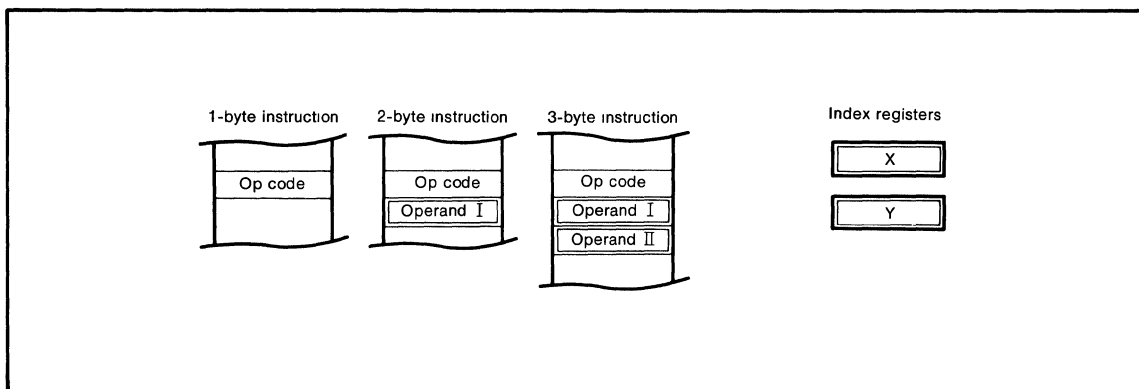 1-byte instruction
Op code
2-byte instruction
Op code
Operand I
3-byte instruction
Op code
Operand I
Operand II
Index registers
X
Y